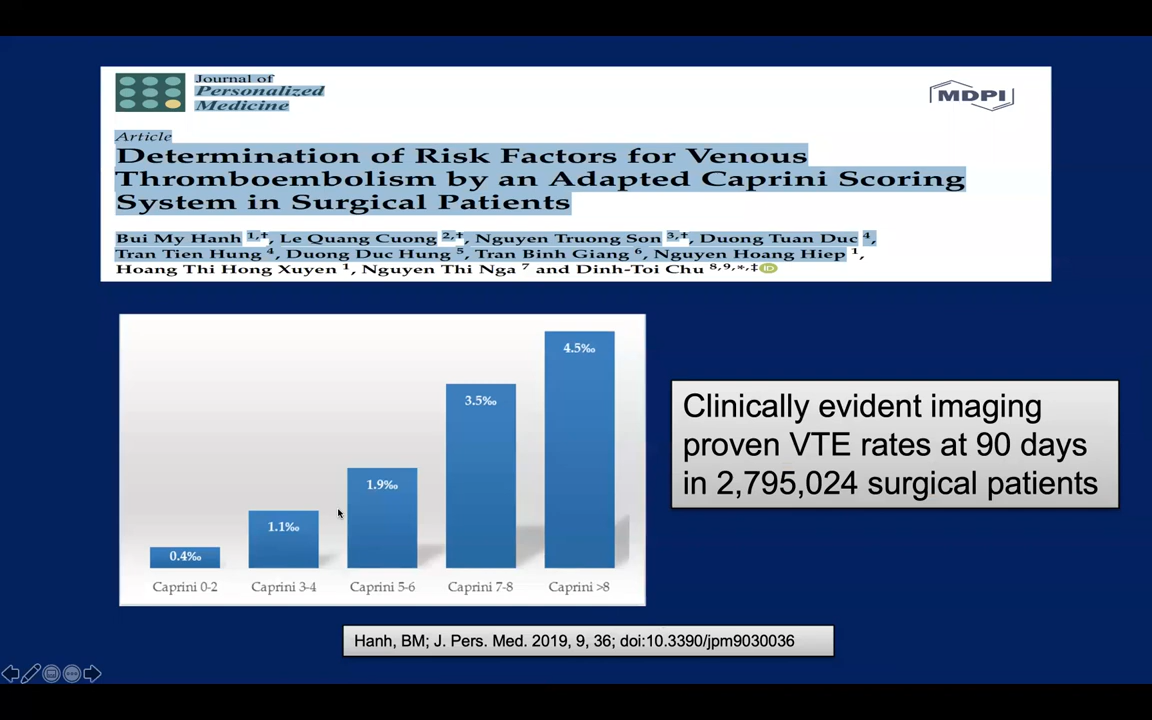 Journal of
Personalized
Medicine
MDPI
Article
Determination of Risk Factors for Venous
Thromboembolism by an Adapted Caprini Scoring
System in Surgical Patients
Bui My Hanh 1,†, Le Quang Cuong 2,†, Nguyen Truong Son 3,†, Duong Tuan Duc 4,
Tran Tien Hung 4, Duong Duc Hung 5, Tran Binh Giang 6, Nguyen Hoang Hiep 1,
Hoang Thi Hong Xuyen 1, Nguyen Thi Nga 7 and Dinh-Toi Chu 8,9,*,‡ iD
4.5‰
3.5‰
1.9‰
1.1‰
0.4‰
Caprini 0-2 Caprini 3-4 Caprini 5-6 Caprini 7-8 Caprini >8
Clinically evident imaging
proven VTE rates at 90 days
in 2,795,024 surgical patients
Hanh, BM; J. Pers. Med. 2019, 9, 36; doi:10.3390/jpm9030036